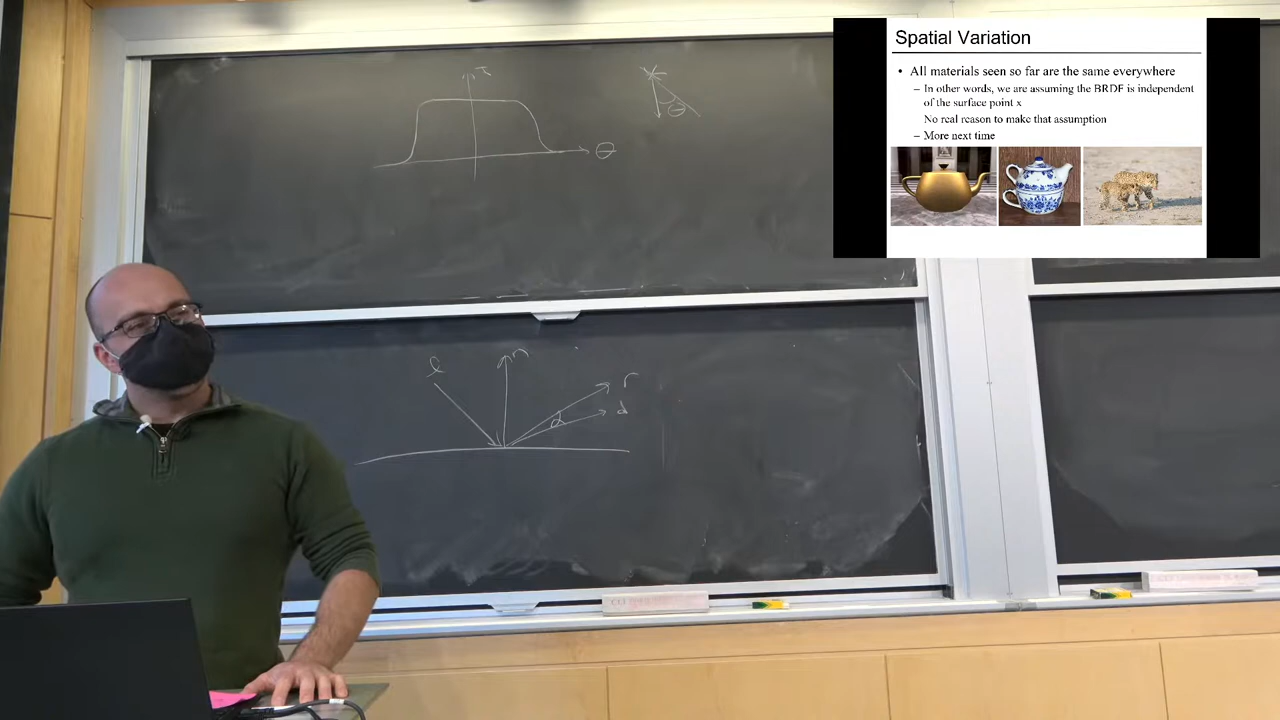 Spatial Variation
• All materials seen so far are the same everywhere
– In other words, we are assuming the BRDF is independent
of the surface point x
No real reason to make that assumption
– More next time
I
θ
θ
l
n
r
d
α